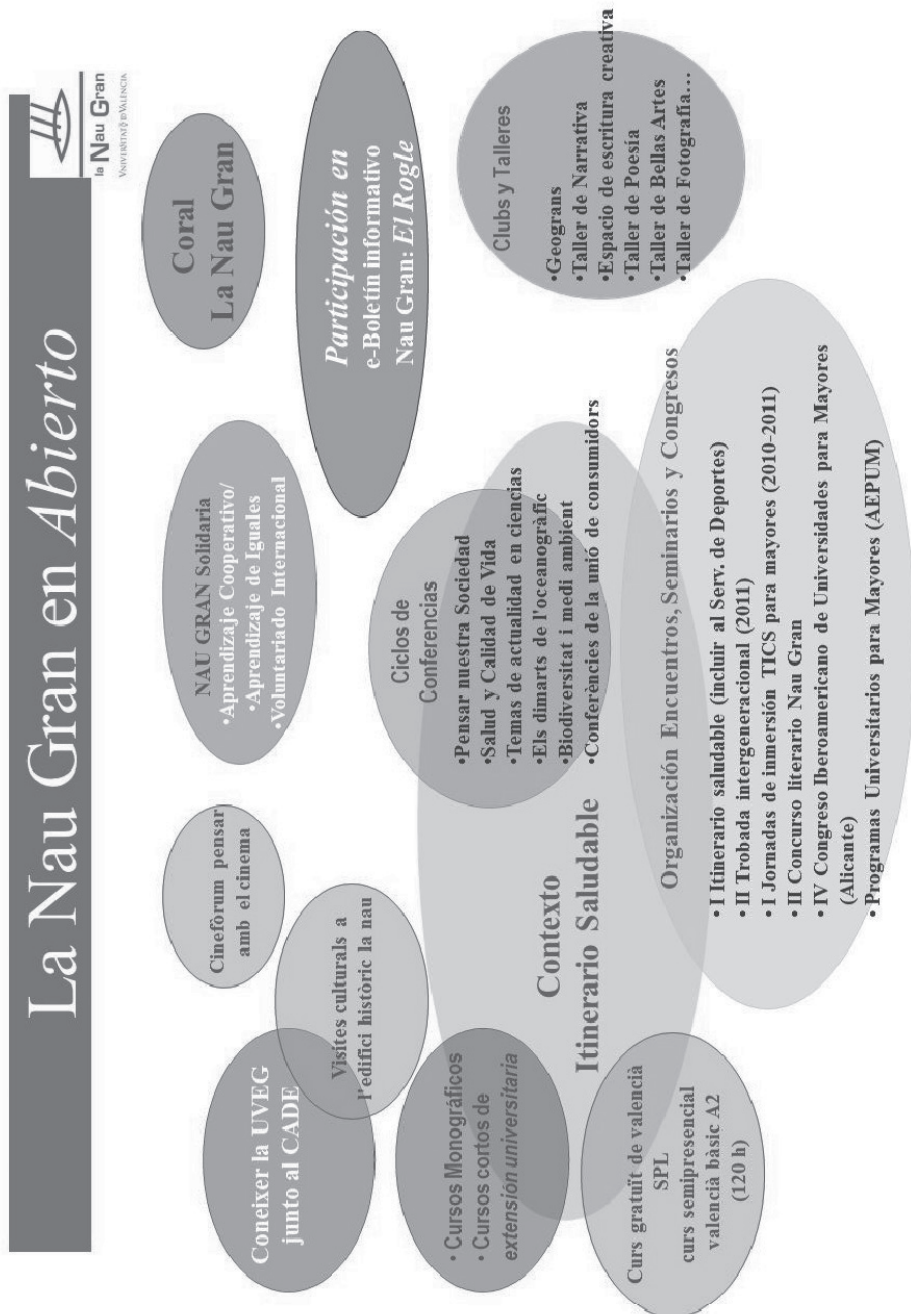 La Nau Gran en Abierto
la Nau Gran
VNIVERSITATŒVALÈNCIA
Coneixer la UVEG
junto al CADE
Visites culturals a
l'edifici històric la nau
Cinefòrum pensar
amb el cinema
NAU GRAN Solidaria
•Aprendizaje Cooperativo/
•Aprendizaje de Iguales
•Voluntariado Internacional
Coral
La Nau Gran
• Cursos Monográficos
• Cursos cortos de
extensión universitaria
Participación en
e-Boletín informativo
Nau Gran: El Rogle
Curs gratuït de valencià
SPL
curs semipresencial
valencià bàsic A2
(120 h)
Contexto
Itinerario Saludable
Ciclos de
Conferencias
•Pensar nuestra Sociedad
•Salud y Calidad de Vida
•Temas de actualidad en ciencias
•Els dimarts de l'oceanogràfic
•Biodiversitat i medi ambient
•Conferències de la unió de consumidors
Clubs y Talleres
•Geograns
•Taller de Narrativa
•Espacio de escritura creativa
•Taller de Poesía
•Taller de Bellas Artes
•Taller de Fotografía...
Organización Encuentros, Seminarios y Congresos
• I Itinerario saludable (incluir al Serv. de Deportes)
• II Trobada intergeneracional (2011)
• I Jornadas de inmersión TICS para mayores (2010-2011)
• II Concurso literario Nau Gran
• IV Congreso Iberoamericano de Universidades para Mayores
(Alicante)
• Programas Universitarios para Mayores (AEPUM)